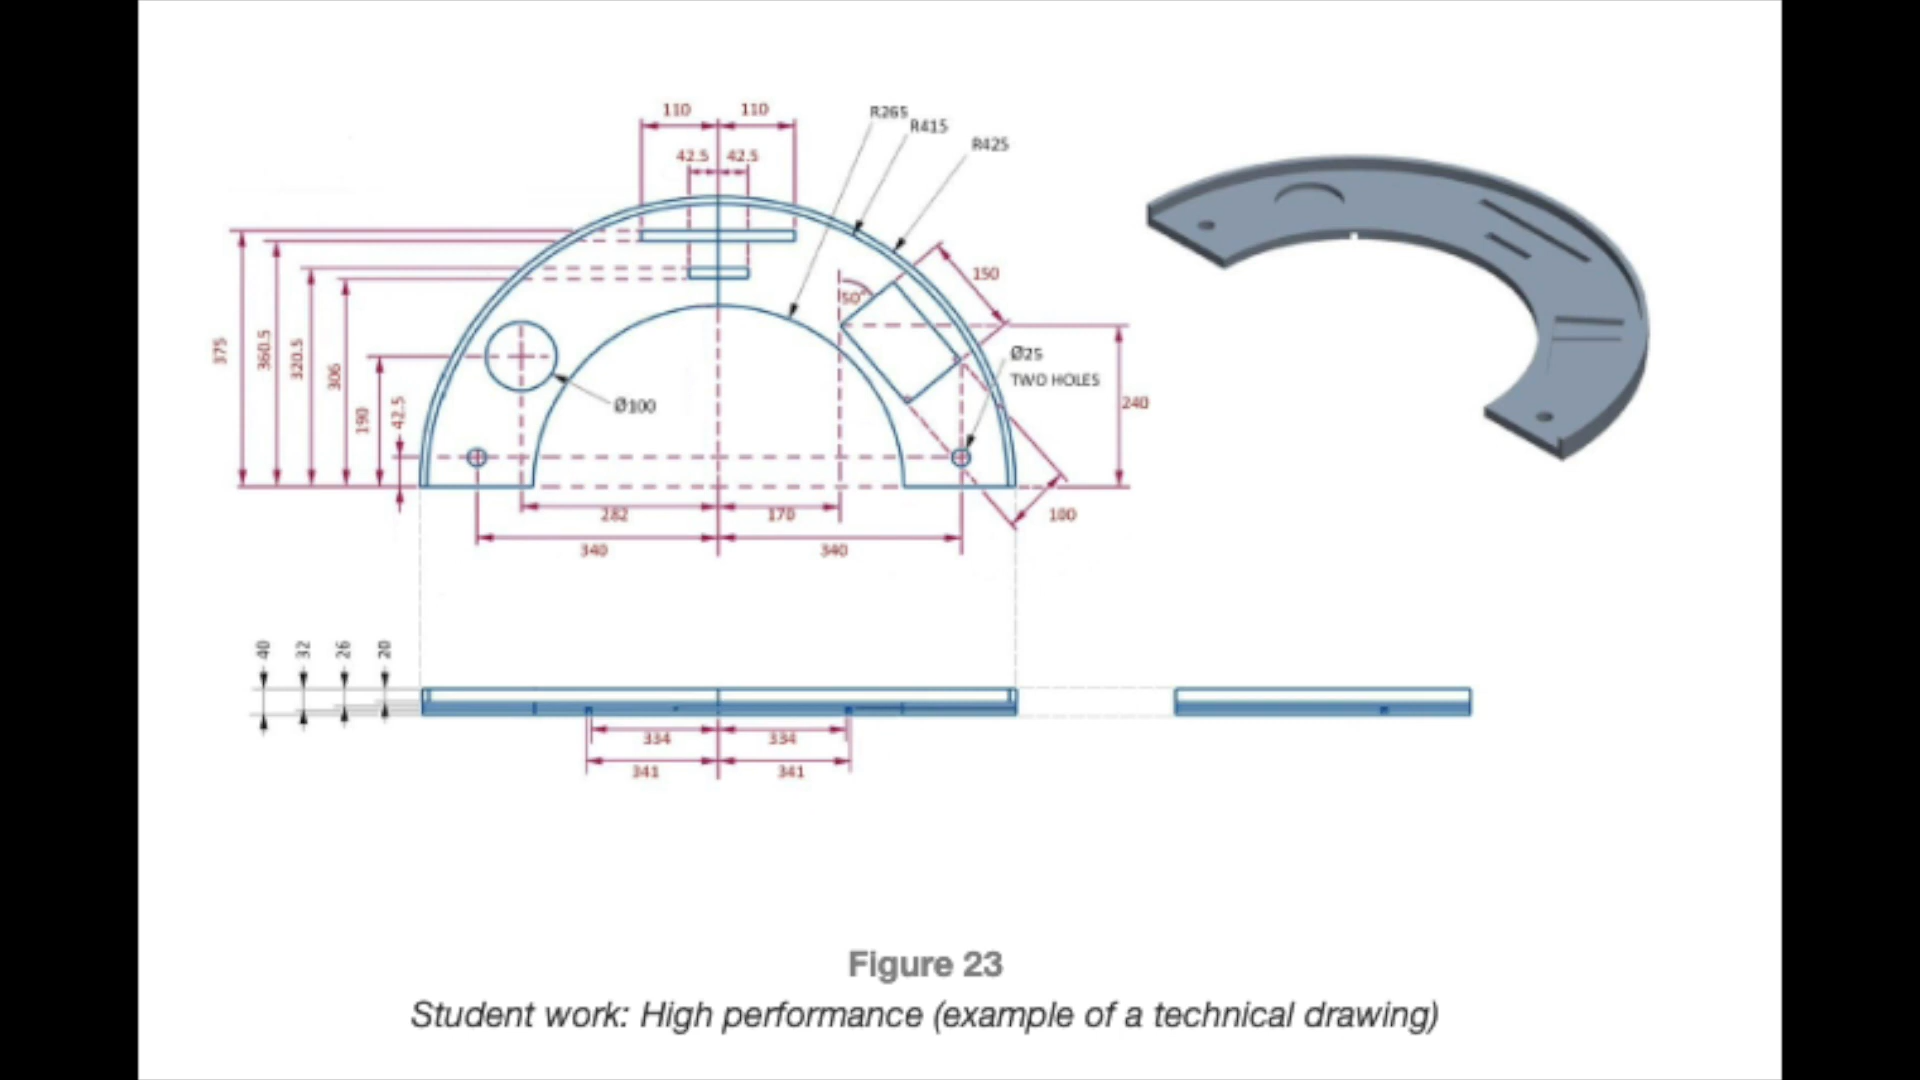 110 110
R265
R415
42.5 42.5
R425
150
50°
375
360.5
320.5
306
190
42.5
Ø25
TWO HOLES
Ø100
240
282 170
100
340 340
40 32 26 20
334 334
341 341
Figure 23
Student work: High performance (example of a technical drawing)